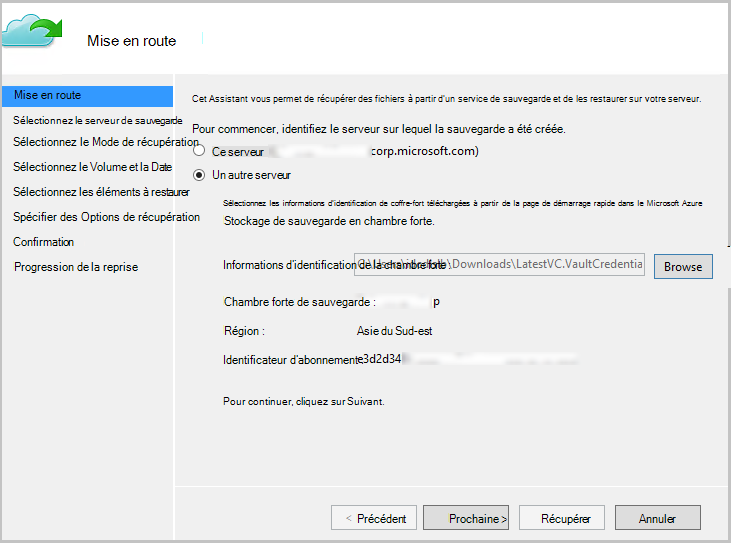 Mise en route
Mise en route
Sélectionnez le serveur de sauvegarde
Sélectionnez le Mode de récupération
Sélectionnez le Volume et la Date
Sélectionnez les éléments à restaurer
Spécifier des Options de récupération
Confirmation
Progression de la reprise
Cet Assistant vous permet de récupérer des fichiers à partir d'un service de sauvegarde et de les restaurer sur votre serveur.
Pour commencer, identifiez le serveur sur lequel la sauvegarde a été créée.
Ce serveur corp.microsoft.com)
Un autre serveur
Sélectionnez les informations d'identification de coffre-fort téléchargées à partir de la page de démarrage rapide dans le Microsoft Azure
Stockage de sauvegarde en chambre forte.
Informations d'identification de la chambre forte : \Downloads\LatestVC.VaultCredentia Browse
Chambre forte de sauvegarde : p
Région : Asie du Sud-est
Identificateur d'abonnement : e3d2d34
Pour continuer, cliquez sur Suivant.
< Précédent Prochaine > Récupérer Annuler